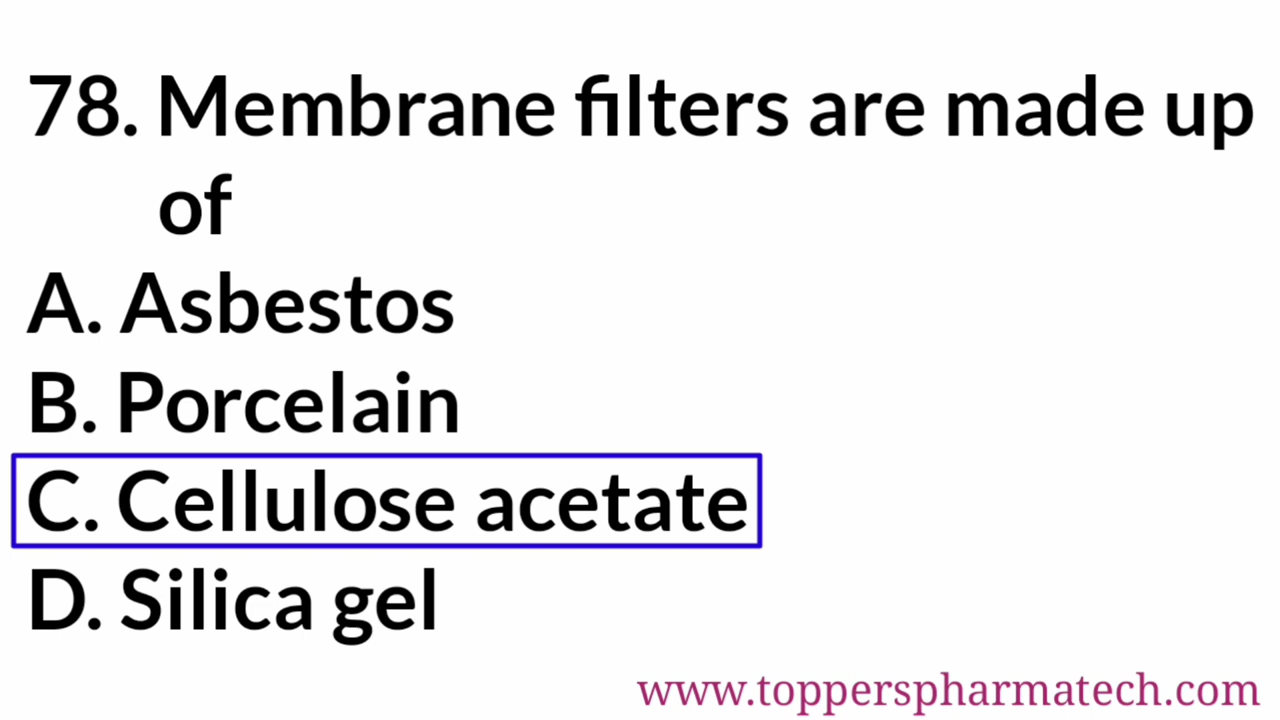 78. Membrane filters are made up
of
A. Asbestos
B. Porcelain
C. Cellulose acetate
D. Silica gel
www.topperspharmatech.com